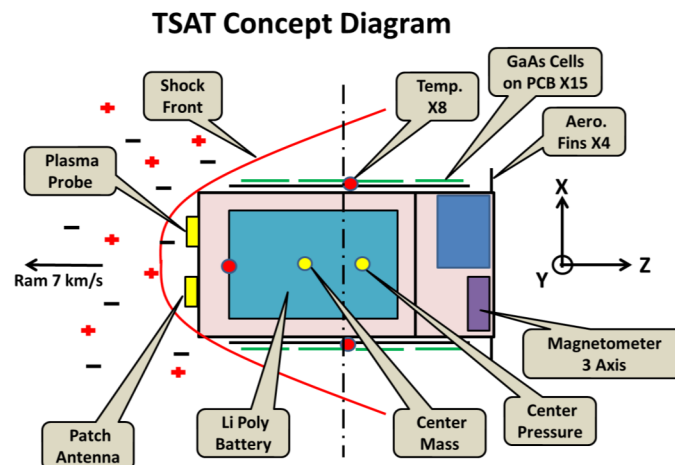 TSAT Concept Diagram
Shock
Front
Temp.
X8
GaAs Cells
on PCB X15
Aero.
Fins X4
Plasma
Probe
X
Y
Z
Ram 7 km/s
Magnetometer
3 Axis
Patch
Antenna
Li Poly
Battery
Center
Mass
Center
Pressure